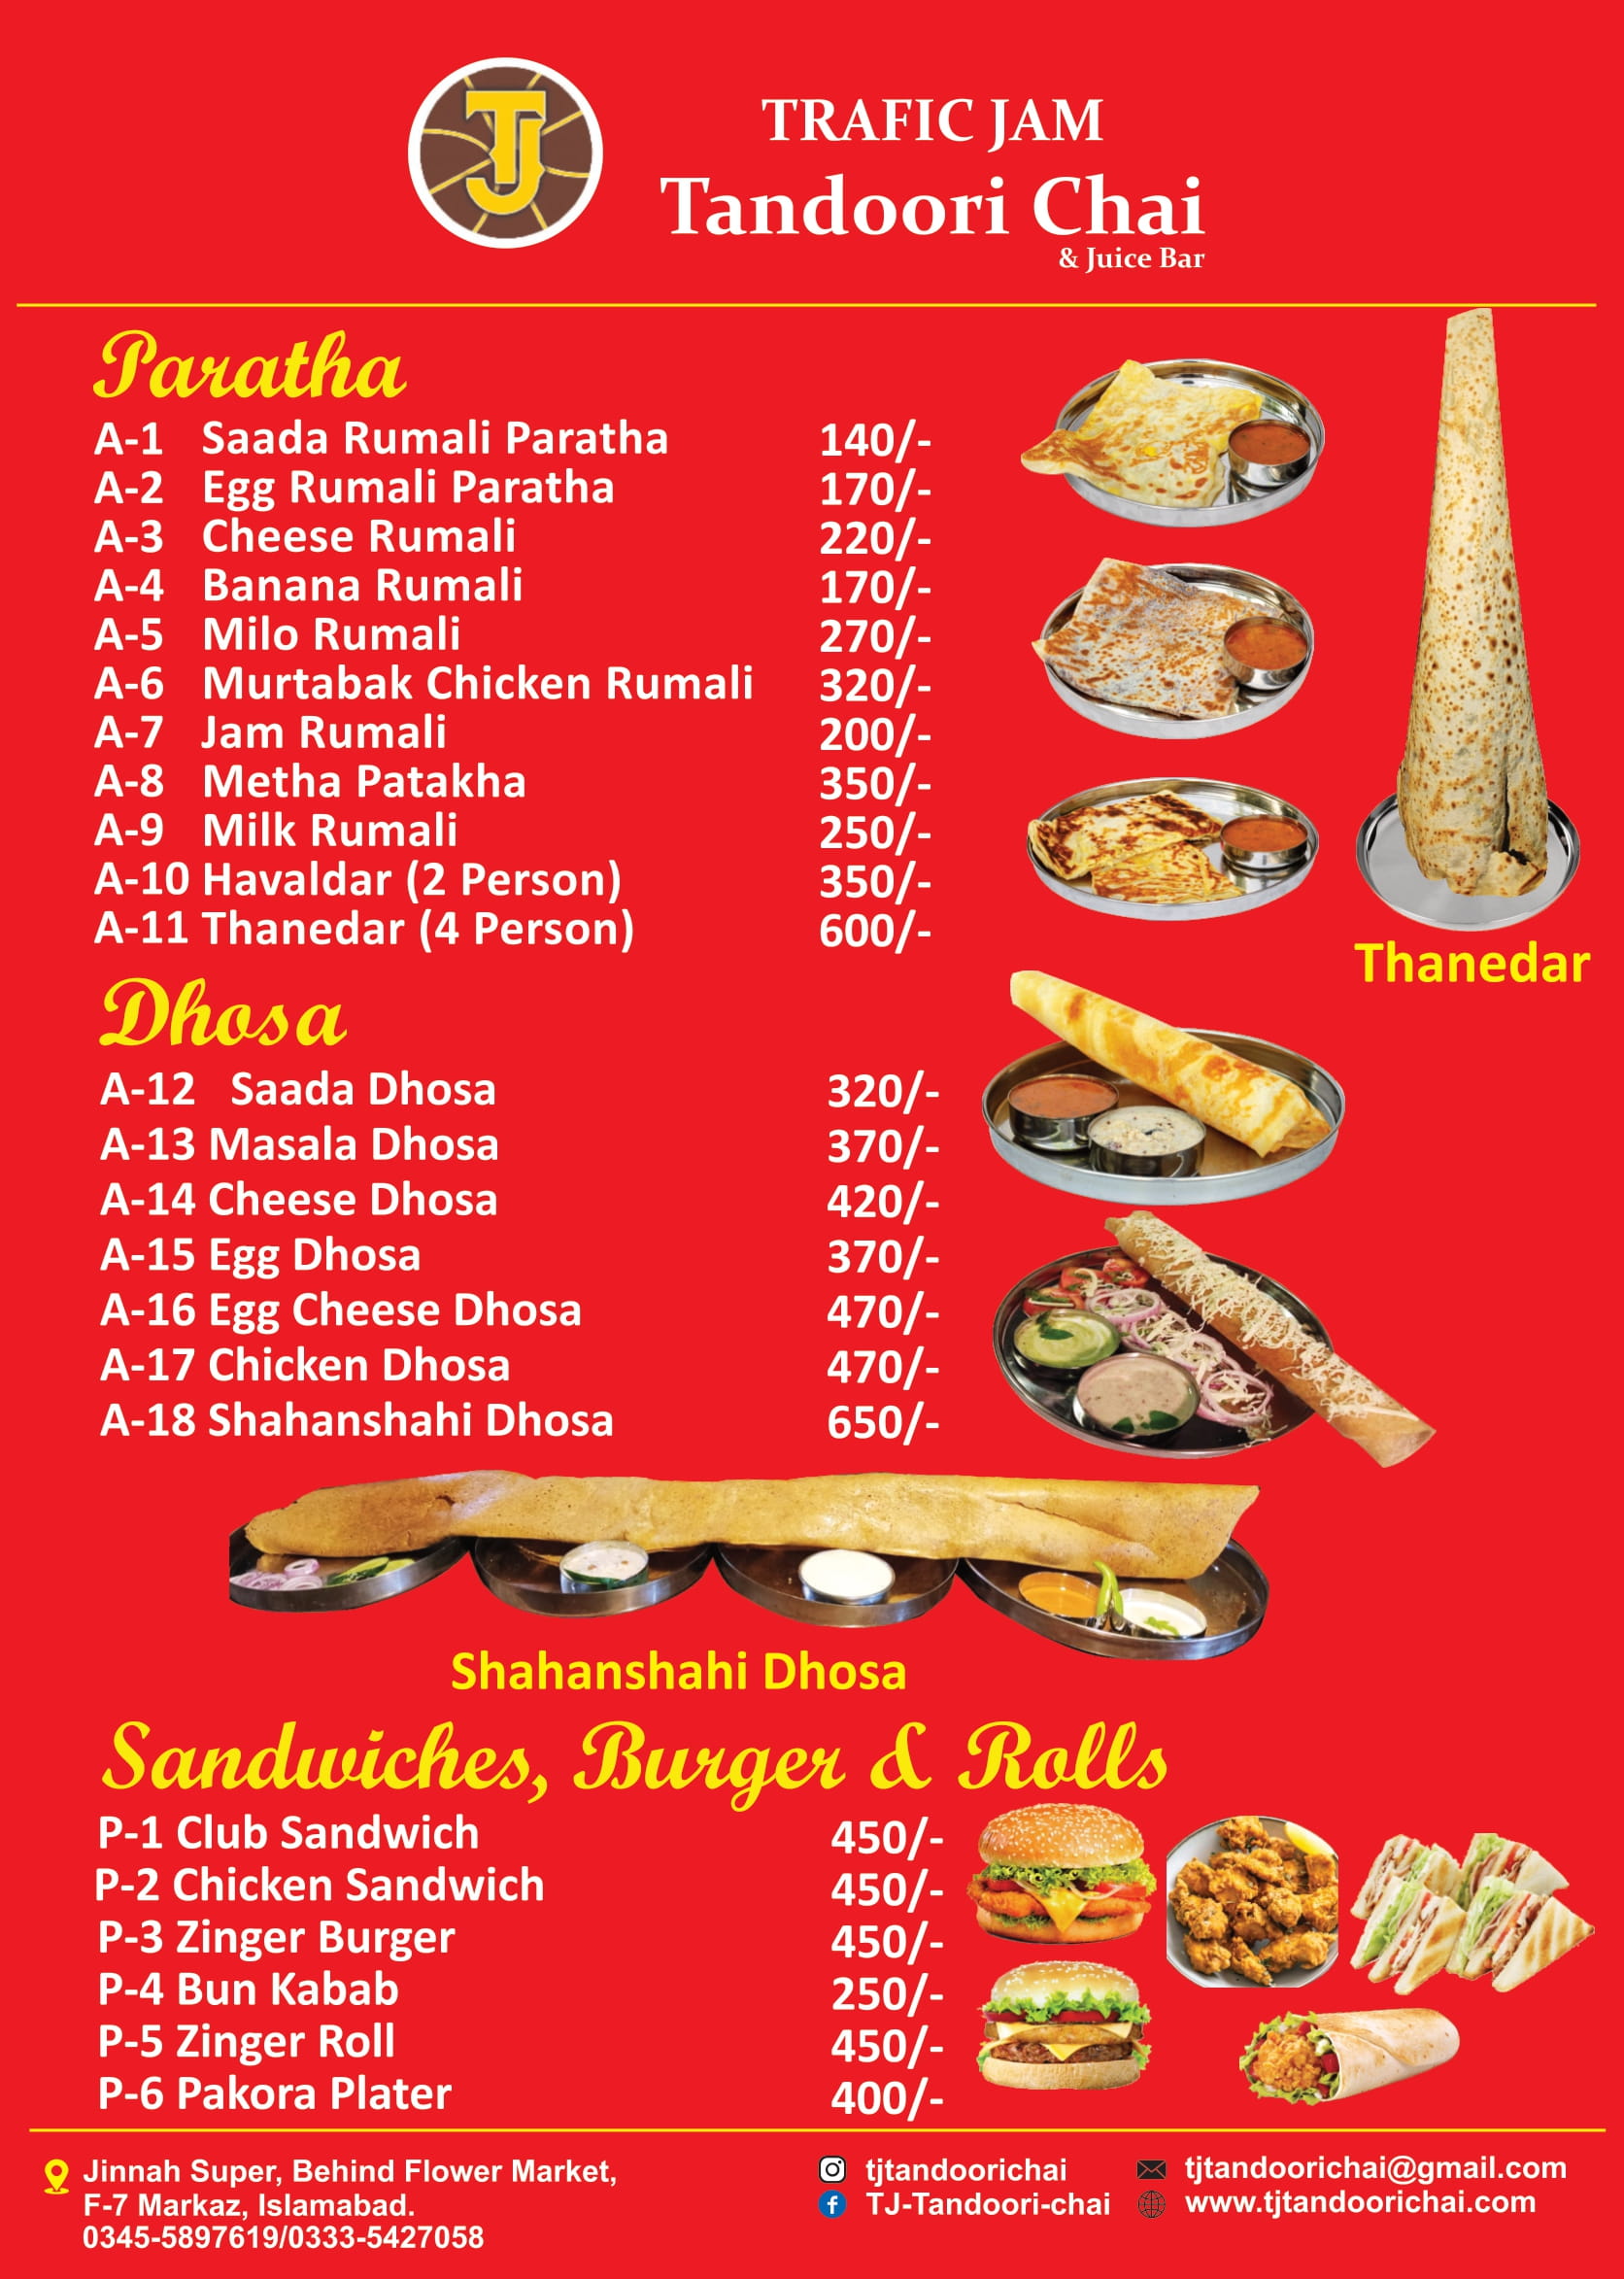 TJ
TRAFIC JAM
Tandoori Chai
& Juice Bar
Paratha
A-1 Saada Rumali Paratha 140/-
A-2 Egg Rumali Paratha 170/-
A-3 Cheese Rumali 220/-
A-4 Banana Rumali 170/-
A-5 Milo Rumali 270/-
A-6 Murtabak Chicken Rumali 320/-
A-7 Jam Rumali 200/-
A-8 Metha Patakha 350/-
A-9 Milk Rumali 250/-
A-10 Havaldar (2 Person) 350/-
A-11 Thanedar (4 Person) 600/-
Thanedar
Dhosa
A-12 Saada Dhosa 320/-
A-13 Masala Dhosa 370/-
A-14 Cheese Dhosa 420/-
A-15 Egg Dhosa 370/-
A-16 Egg Cheese Dhosa 470/-
A-17 Chicken Dhosa 470/-
A-18 Shahanshahi Dhosa 650/-
Shahanshahi Dhosa
Sandwiches, Burger & Rolls
P-1 Club Sandwich 450/-
P-2 Chicken Sandwich 450/-
P-3 Zinger Burger 450/-
P-4 Bun Kabab 250/-
P-5 Zinger Roll 450/-
P-6 Pakora Plater 400/-
Jinnah Super, Behind Flower Market,
F-7 Markaz, Islamabad.
0345-5897619/0333-5427058
tjtandoorichai
TJ-Tandoori-chai
tjtandoorichai@gmail.com
www.tjtandoorichai.com